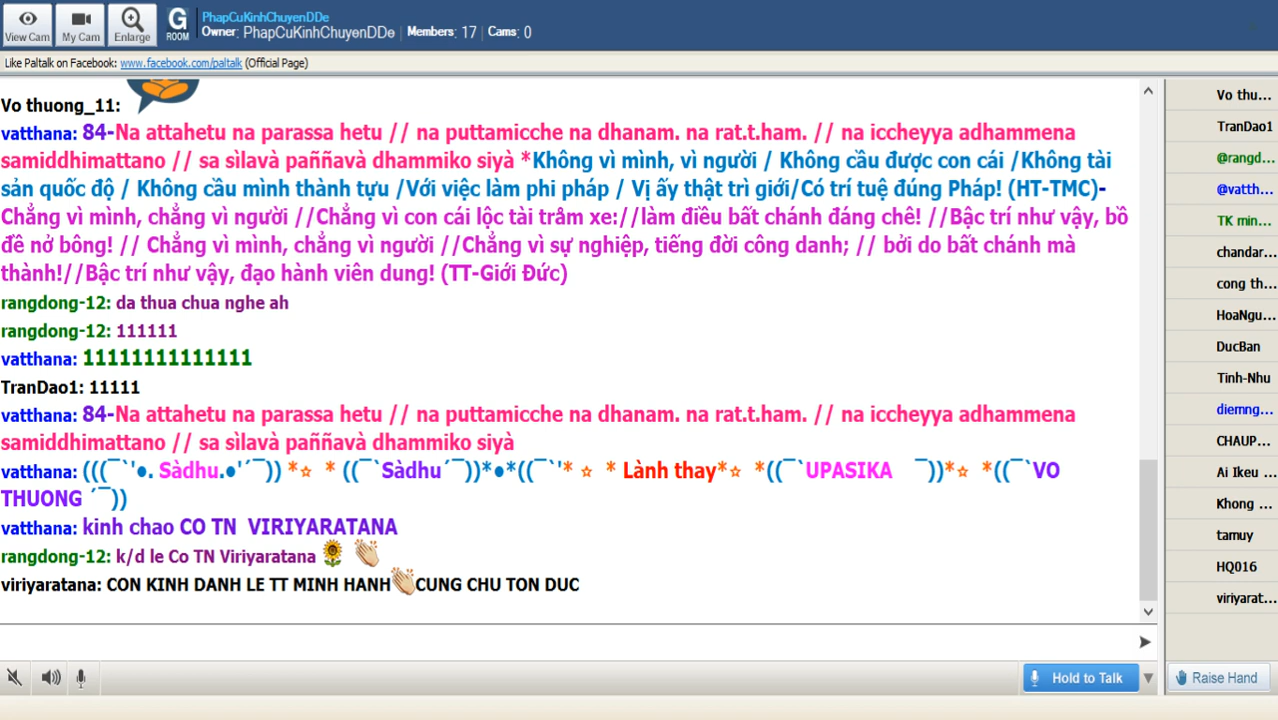 PhapCuKinhChuyenDDe
Owner: PhapCuKinhChuyenDDe | Members: 17 | Cams: 0
View Cam
My Cam
Enlarge
G
ROOM
Like Paltalk on Facebook: www.facebook.com/paltalk (Official Page)
Vo thuong_11:
vatthana: 84-Na attahetu na parassa hetu // na puttamicche na dhanam. na rat.t.ham. // na iccheyya adhammena
samiddhimattano // sa sìlavà paññavà dhammiko siyà *Không vì mình, vì người / Không cầu được con cái /Không tài
sản quốc độ / Không cầu mình thành tựu /Với việc làm phi pháp / Vị ấy thật trì giới/Có trí tuệ đúng Pháp! (HT-TMC)-
Chẳng vì mình, chẳng vì người //Chẳng vì con cái lộc tài trâm xe://làm điều bất chánh đáng chê! //Bậc trí như vậy, bồ
đề nở bông! // Chẳng vì mình, chẳng vì người //Chẳng vì sự nghiệp, tiếng đời công danh; // bởi do bất chánh mà
thành!//Bậc trí như vậy, đạo hành viên dung! (TT-Giới Đức)
rangdong-12: da thua chua nghe ah
rangdong-12: 111111
vatthana: 11111111111111
TranDao1: 11111
vatthana: 84-Na attahetu na parassa hetu // na puttamicche na dhanam. na rat.t.ham. // na iccheyya adhammena
samiddhimattano // sa sìlavà paññavà dhammiko siyà
vatthana: (((¯`'●. Sàdhu.●'´¯)) *☆ * ((¯`Sàdhu´¯))*●*((¯`'* ☆ * Lành thay*☆ *((¯`UPASIKA ¯))*☆ *((¯`VO
THUONG ´¯))
vatthana: kinh chao CO TN VIRIYARATANA
rangdong-12: k/d le Co TN Viriyaratana 🌻 👏
viriyaratana: CON KINH DANH LE TT MINH HANH👏CUNG CHU TON DUC
Vo thu...
TranDao1
@rangd...
@vatth...
TK min...
chandar...
cong th...
HoaNgu...
DucBan
Tinh-Nhu
diemng...
CHAUP...
Ai Ikeu ...
Khong ...
tamuy
HQ016
viriyarat...
Hold to Talk
Raise Hand